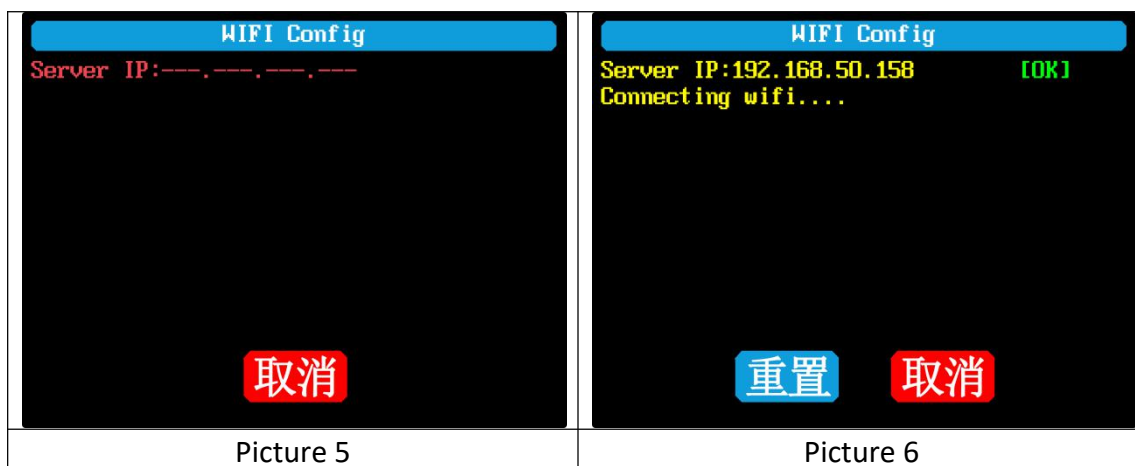 WIFI Config
Server IP:---.---.---.---
取消
Picture 5
WIFI Config
Server IP:192.168.50.158 [OK]
Connecting wifi....
重置 取消
Picture 6